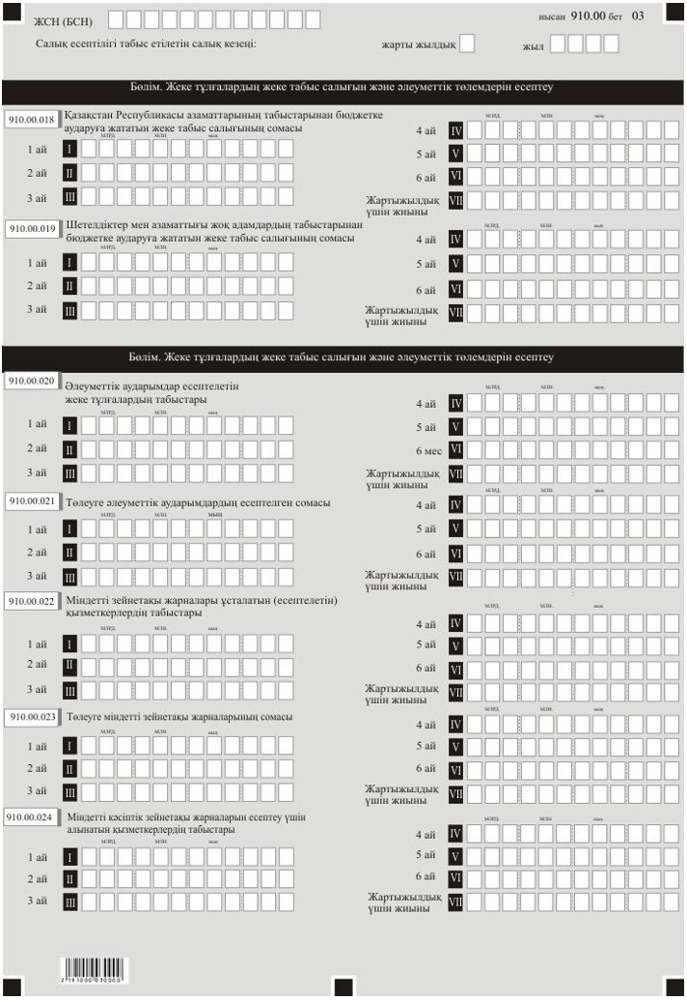 ЖСН (БСН)
нысан 910.00 бет 03
Салық есептілігі табыс етілетін салық кезеңі: жарты жылдық жыл
Бөлім. Жеке тұлғалардың жеке табыс салығын және әлеуметтік төлемдерін есептеу
910.00.018 Қазақстан Республикасы азаматтарының табыстарынан бюджетке
аударуға жататын жеке табыс салығының сомасы
МЛРД. МЛН. мың
1 ай I
2 ай II
3 ай III
МЛРД. МЛН. мың
4 ай IV
5 ай V
6 ай VI
Жартыжылдық VII
үшін жиыны
910.00.019 Шетелдіктер мен азаматтығы жоқ адамдардың табыстарынан
бюджетке аударуға жататын жеке табыс салығының сомасы
МЛРД. МЛН. мың
1 ай I
2 ай II
3 ай III
МЛРД. МЛН. мың
4 ай IV
5 ай V
6 ай VI
Жартыжылдық VII
үшін жиыны
Бөлім. Жеке тұлғалардың жеке табыс салығын және әлеуметтік төлемдерін есептеу
910.00.020 Әлеуметтік аударымдар есептелетін
жеке тұлғалардың табыстары
МЛРД. МЛН. мың
1 ай I
2 ай II
3 ай III
МЛРД. МЛН. мың
4 ай IV
5 ай V
6 мес VI
Жартыжылдық VII
үшін жиыны
910.00.021 Төлеуге әлеуметтік аударымдардың есептелген сомасы
МЛРД. МЛН. мың
1 ай I
2 ай II
3 ай III
МЛРД. МЛН. мың
4 ай IV
5 ай V
6 ай VI
Жартыжылдық VII
үшін жиыны
910.00.022 Міндетті зейнетақы жарналары ұсталатын (есептелетін)
қызметкерлердің табыстары
МЛРД. МЛН. мың
1 ай I
2 ай II
3 ай III
МЛРД. МЛН. мың
4 ай IV
5 ай V
6 ай VI
Жартыжылдық VII
үшін жиыны
910.00.023 Төлеуге міндетті зейнетақы жарналарының сомасы
МЛРД. МЛН. мың
1 ай I
2 ай II
3 ай III
МЛРД. МЛН. мың
4 ай IV
5 ай V
6 ай VI
Жартыжылдық VII
үшін жиыны
910.00.024 Міндетті кәсіптік зейнетақы жарналарын есептеу үшін
алынатын қызметкерлердің табыстары
МЛРД. МЛН. мың
1 ай I
2 ай II
3 ай III
МЛРД. МЛН. мың
4 ай IV
5 ай V
6 ай VI
Жартыжылдық VII
үшін жиыны
2 191000 030000